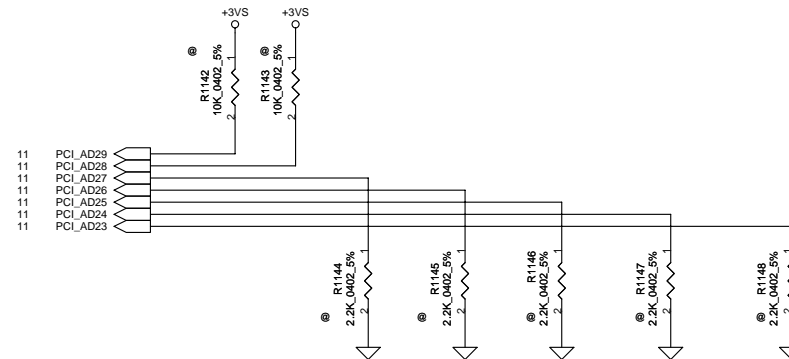 +3VS +3VS
@ R1142 10K_0402_5% 1 2
@ R1143 10K_0402_5% 1 2
11 PCI_AD29
11 PCI_AD28
11 PCI_AD27
11 PCI_AD26
11 PCI_AD25
11 PCI_AD24
11 PCI_AD23
@ R1144 2.2K_0402_5% 1 2
@ R1145 2.2K_0402_5% 1 2
@ R1146 2.2K_0402_5% 1 2
@ R1147 2.2K_0402_5% 1 2
@ R1148 2.2K_0402_5% 1 2